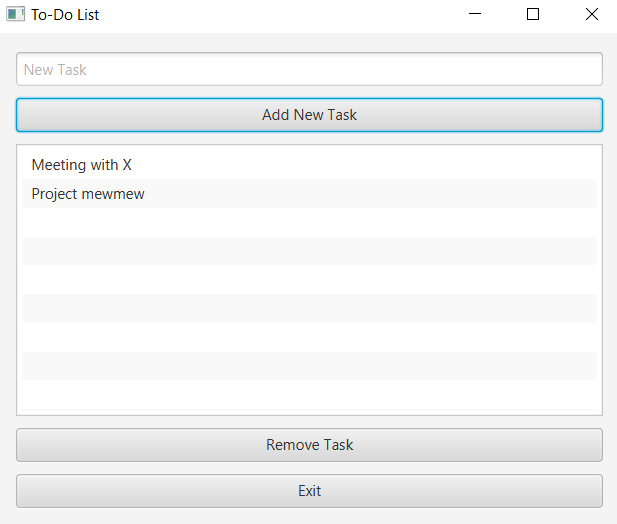 To-Do List
New Task
Add New Task
Meeting with X
Project mewmew
Remove Task
Exit